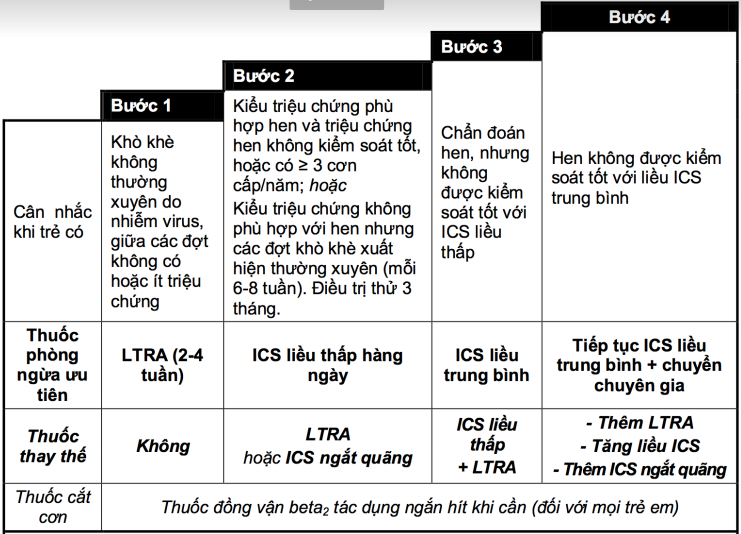 Bước 1
Bước 2
Bước 3
Bước 4
Cân nhắc
khi trẻ có
Khò khè
không
thường
xuyên do
nhiễm virus,
giữa các đợt
không có
hoặc ít triệu
chứng
Kiểu triệu chứng phù
hợp hen và triệu chứng
hen không kiểm soát tốt,
hoặc có ≥ 3 cơn
cấp/năm; hoặc
Kiểu triệu chứng không
phù hợp với hen nhưng
các đợt khò khè xuất
hiện thường xuyên (mỗi
6-8 tuần). Điều trị thử 3
tháng.
Chẩn đoán
hen, nhưng
không
được kiểm
soát tốt với
ICS liều
thấp
Hen không được kiểm
soát tốt với liều ICS
trung bình
Thuốc
phòng
ngừa ưu
tiên
LTRA (2-4
tuần)
ICS liều thấp hàng
ngày
ICS liều
trung bình
Tiếp tục ICS liều
trung bình + chuyển
chuyên gia
Thuốc
thay thế
Không
LTRA
hoặc ICS ngắt quãng
ICS liều
thấp
+ LTRA
- Thêm LTRA
- Tăng liều ICS
- Thêm ICS ngắt quãng
Thuốc cắt
cơn
Thuốc đồng vận beta₂ tác dụng ngắn hít khi cần (đối với mọi trẻ em)